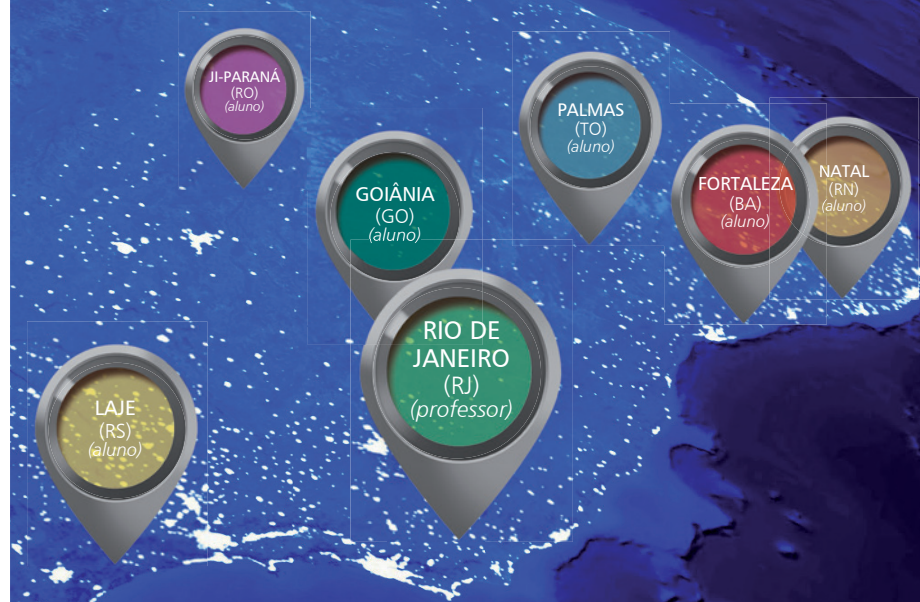 JI-PARANÁ
(RO)
(aluno)
PALMAS
(TO)
(aluno)
GOIÂNIA
(GO)
(aluno)
FORTALEZA
(BA)
(aluno)
NATAL
(RN)
(aluno)
RIO DE
JANEIRO
(RJ)
(professor)
LAJE
(RS)
(aluno)